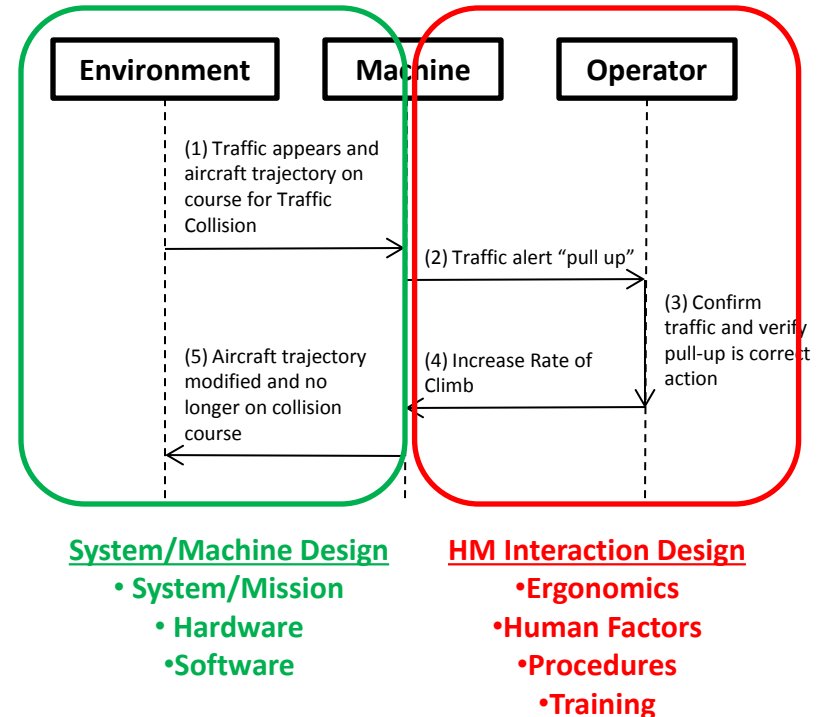 Environment
Machine
Operator
(1) Traffic appears and
aircraft trajectory on
course for Traffic
Collision
(2) Traffic alert “pull up”
(3) Confirm
traffic and verify
pull-up is correct
action
(4) Increase Rate of
Climb
(5) Aircraft trajectory
modified and no
longer on collision
course
System/Machine Design
• System/Mission
• Hardware
•Software
HM Interaction Design
•Ergonomics
•Human Factors
•Procedures
•Training